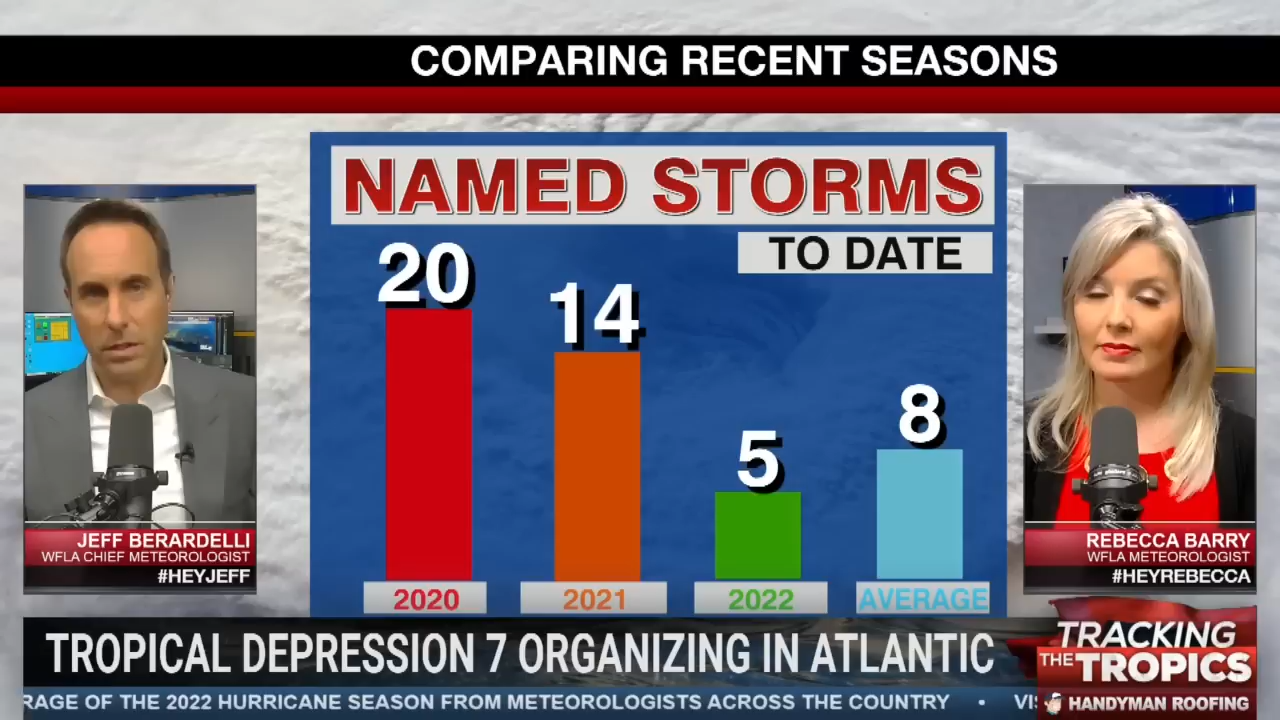 COMPARING RECENT SEASONS
NAMED STORMS
TO DATE
20
14
5
8
2020
2021
2022
AVERAGE
JEFF BERARDELLI
WFLA CHIEF METEOROLOGIST
#HEYJEFF
REBECCA BARRY
WFLA METEOROLOGIST
#HEYREBECCA
TROPICAL DEPRESSION 7 ORGANIZING IN ATLANTIC
TRACKING
THE TROPICS
HANDYMAN ROOFING
RAGE OF THE 2022 HURRICANE SEASON FROM METEOROLOGISTS ACROSS THE COUNTRY • VI